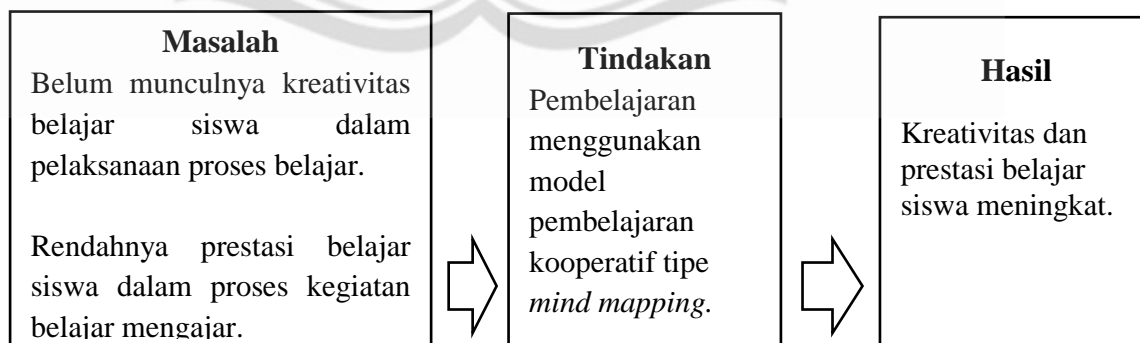 Masalah
Belum munculnya kreativitas
belajar siswa dalam
pelaksanaan proses belajar.
Rendahnya prestasi belajar
siswa dalam proses kegiatan
belajar mengajar.
Tindakan
Pembelajaran
menggunakan
model
pembelajaran
kooperatif tipe
mind mapping.
Hasil
Kreativitas dan
prestasi belajar
siswa meningkat.